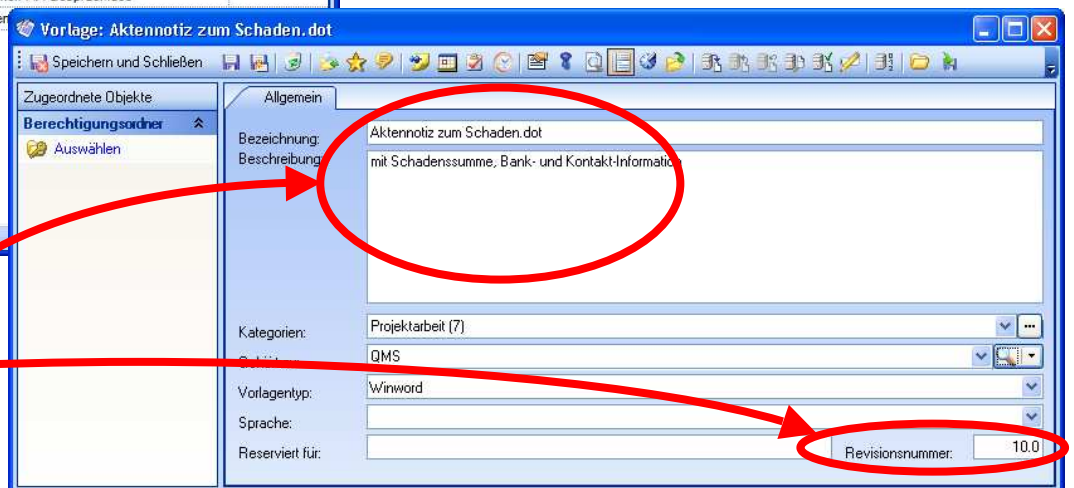 Vorlage: Aktennotiz zum Schaden.dot
Speichern und Schließen
Zugeordnete Objekte
Berechtigungsordner
Auswählen
Allgemein
Bezeichnung: Aktennotiz zum Schaden.dot
Beschreibung: mit Schadenssumme, Bank- und Kontakt-Information
Kategorien: Projektarbeit (7)
QMS
Vorlagentyp: Winword
Sprache:
Reserviert für:
Revisionsnummer: 10.0